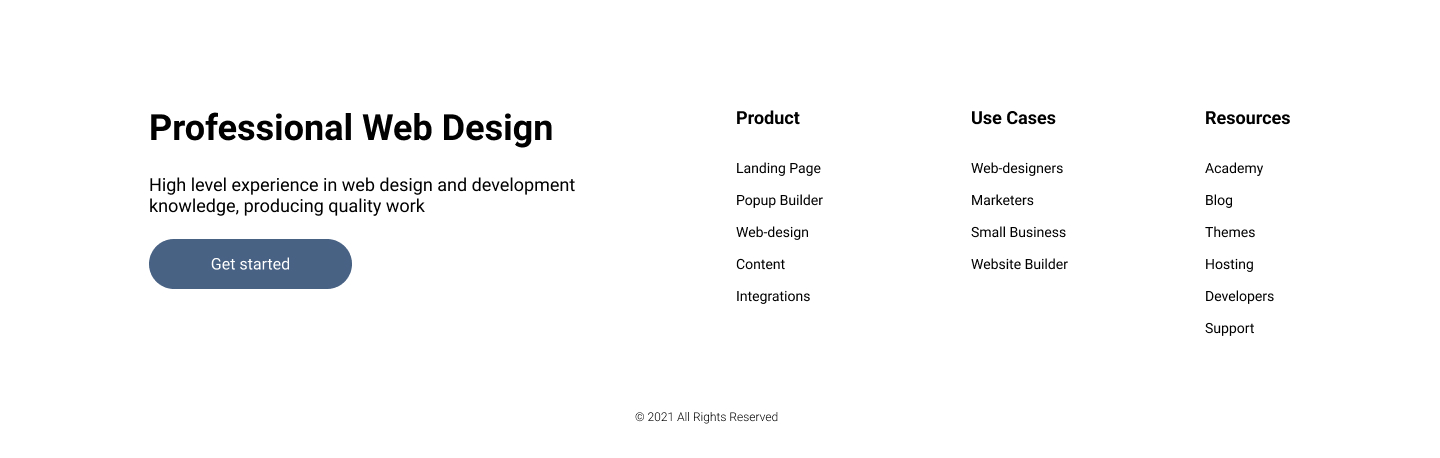 Professional Web Design
High level experience in web design and development
knowledge, producing quality work
Get started
Product
Landing Page
Popup Builder
Web-design
Content
Integrations
Use Cases
Web-designers
Marketers
Small Business
Website Builder
Resources
Academy
Blog
Themes
Hosting
Developers
Support
© 2021 All Rights Reserved